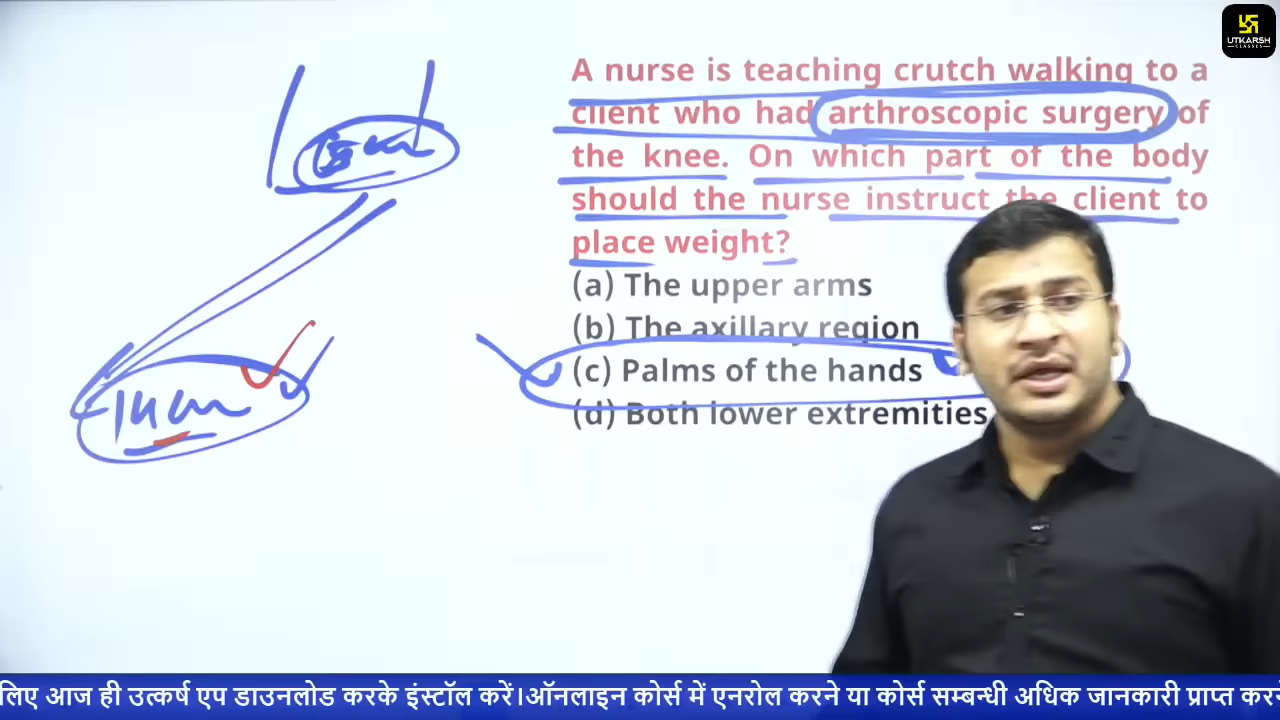 UTKARSH
CLASSES
A nurse is teaching crutch walking to a
client who had arthroscopic surgery of
the knee. On which part of the body
should the nurse instruct the client to
place weight?
(a) The upper arms
(b) The axillary region
(c) Palms of the hands
(d) Both lower extremities
लिए आज ही उत्कर्ष एप डाउनलोड करके इंस्टॉल करें।ऑनलाइन कोर्स में एनरोल करने या कोर्स सम्बन्धी अधिक जानकारी प्राप्त करने